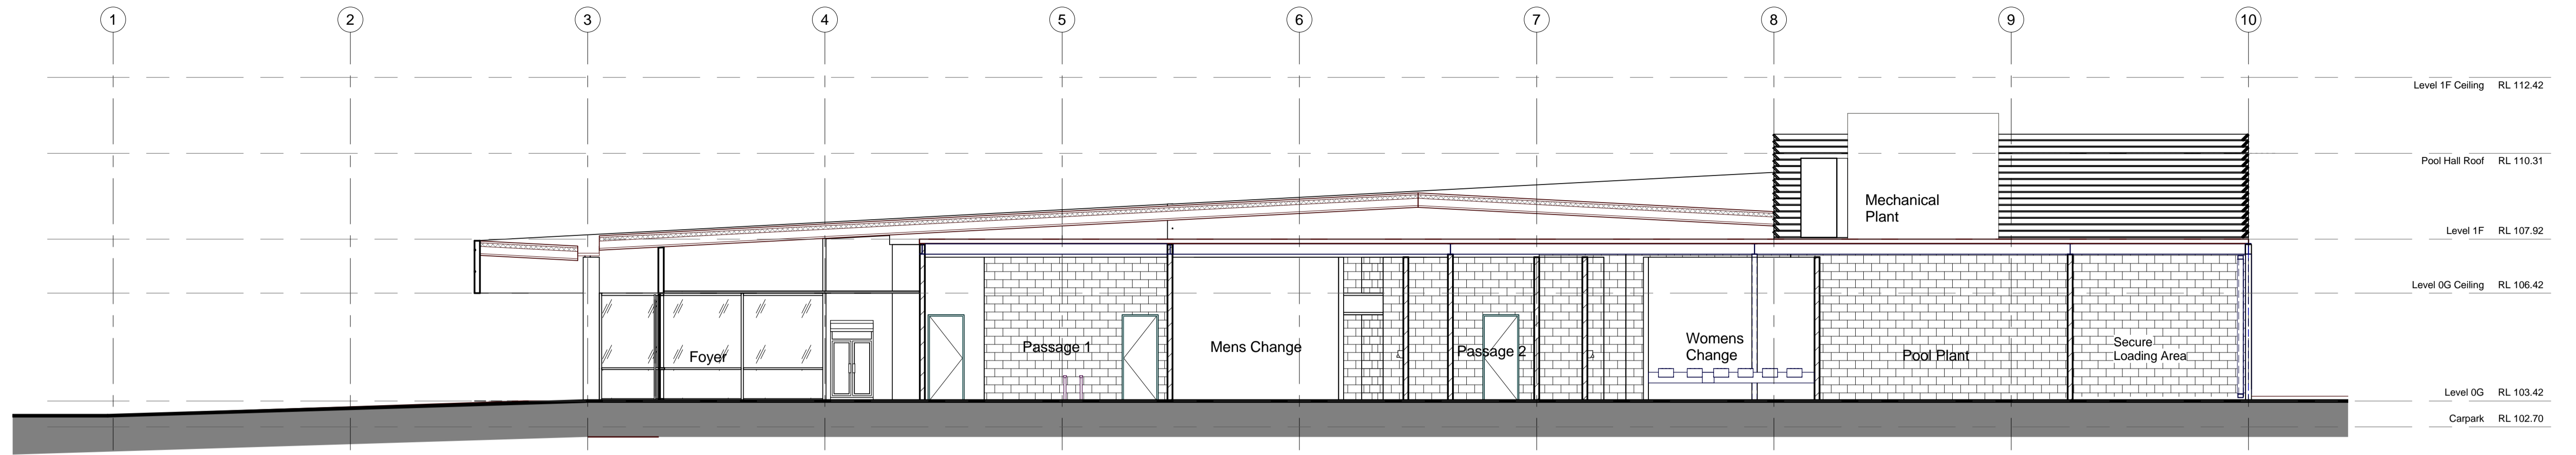 1 2 3 4 5 6 7 8 9 10
Level 1F Ceiling RL 112.42
Pool Hall Roof RL 110.31
Mechanical
Plant
Level 1F RL 107.92
Level 0G Ceiling RL 106.42
Foyer
Passage 1
Mens Change
Passage 2
Womens
Change
Pool Plant
Secure
Loading Area
Level 0G RL 103.42
Carpark RL 102.70